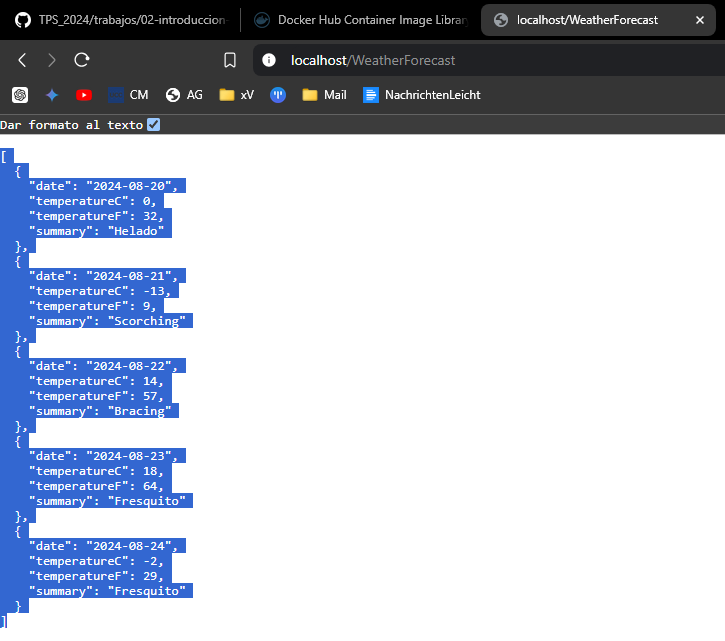 TPS_2024/trabajos/02-introduccion-
Docker Hub Container Image Librar
localhost/WeatherForecast
localhost/WeatherForecast
CM
AG
xV
Mail
NachrichtenLeicht
Dar formato al texto
[
  {
    "date": "2024-08-20",
    "temperatureC": 0,
    "temperatureF": 32,
    "summary": "Helado"
  },
  {
    "date": "2024-08-21",
    "temperatureC": -13,
    "temperatureF": 9,
    "summary": "Scorching"
  },
  {
    "date": "2024-08-22",
    "temperatureC": 14,
    "temperatureF": 57,
    "summary": "Bracing"
  },
  {
    "date": "2024-08-23",
    "temperatureC": 18,
    "temperatureF": 64,
    "summary": "Fresquito"
  },
  {
    "date": "2024-08-24",
    "temperatureC": -2,
    "temperatureF": 29,
    "summary": "Fresquito"
  }
]